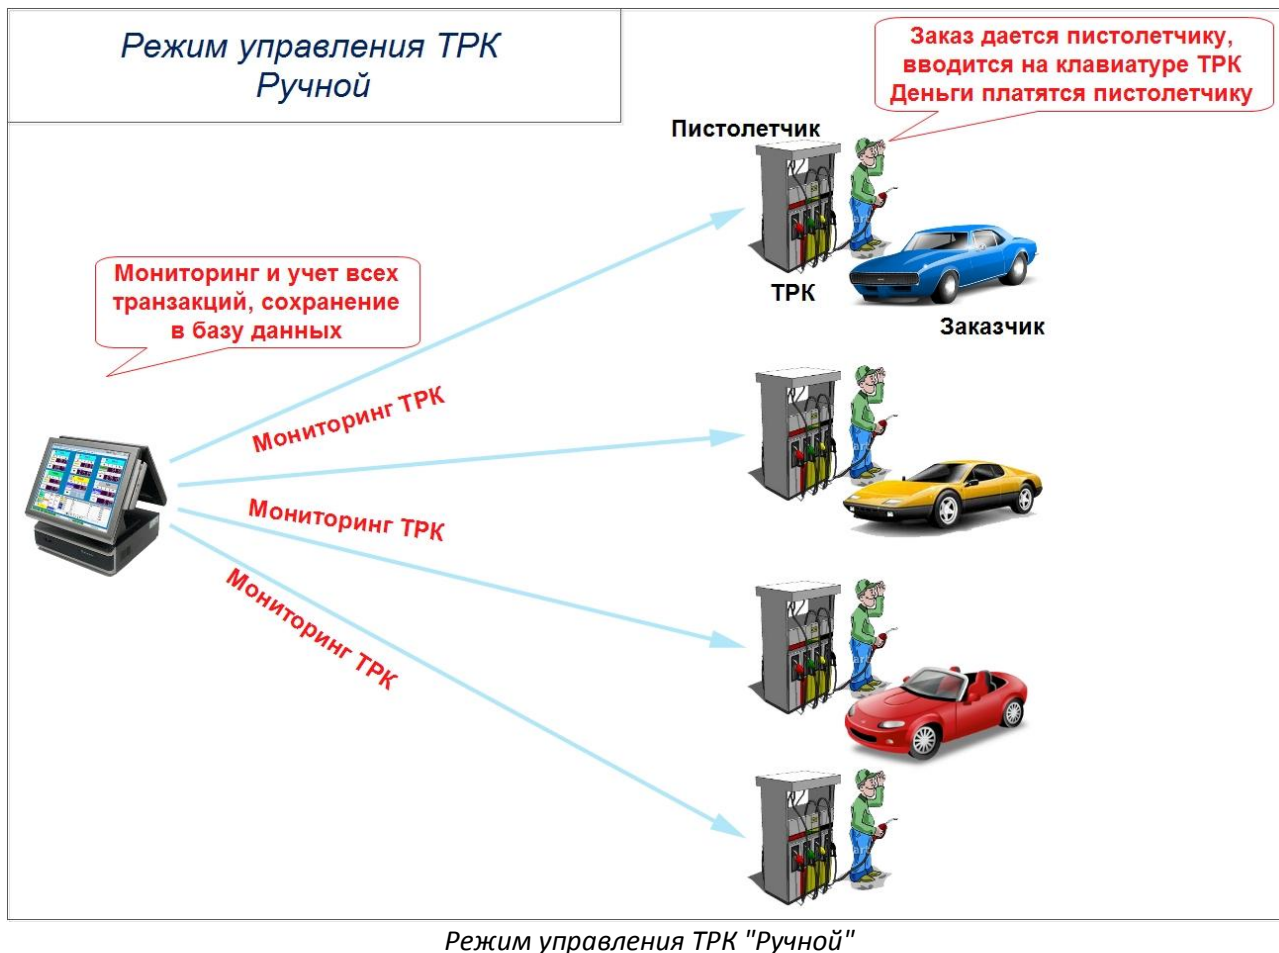 Режим управления ТРК
Ручной
Заказ дается пистолетчику,
вводится на клавиатуре ТРК
Деньги платятся пистолетчику
Пистолетчик
ТРК
Заказчик
Мониторинг и учет всех
транзакций, сохранение
в базу данных
Мониторинг ТРК
Мониторинг ТРК
Мониторинг ТРК
Режим управления ТРК "Ручной"